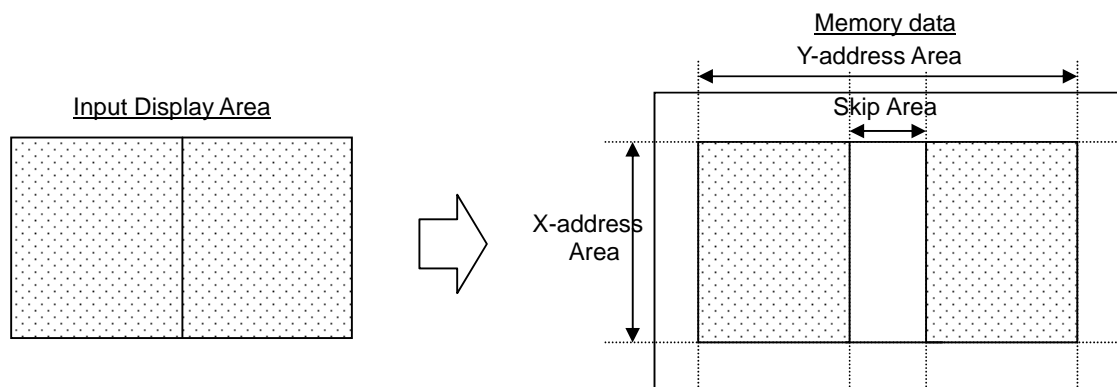 Input Display Area
Memory data
Y-address Area
Skip Area
X-address
Area